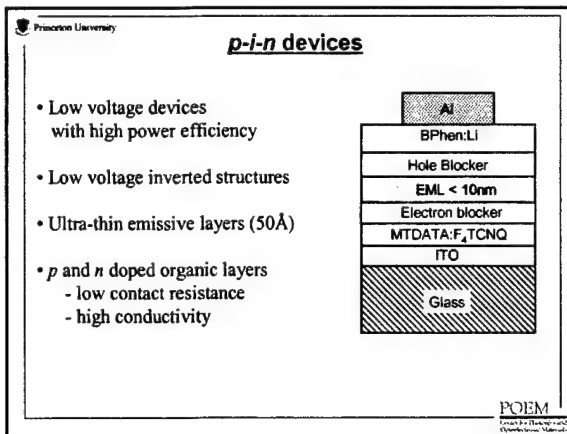 Princeton University
p-i-n devices
• Low voltage devices
with high power efficiency
• Low voltage inverted structures
• Ultra-thin emissive layers (50Å)
• p and n doped organic layers
- low contact resistance
- high conductivity
Al
BPhen:Li
Hole Blocker
EML < 10nm
Electron blocker
MTDATA:F₄TCNQ
ITO
Glass
POEM